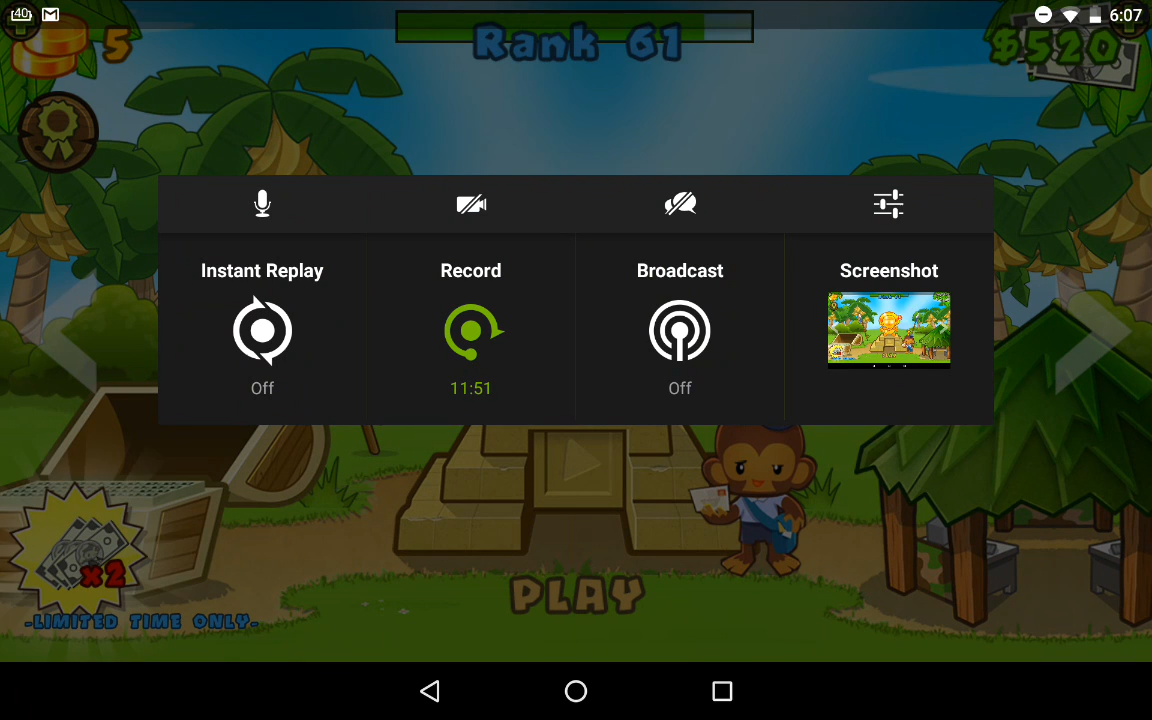 40
6:07
5
Rank 61
$520
Instant Replay
Record
Broadcast
Screenshot
Off
11:51
Off
x2
-LIMITED TIME ONLY-
PLAY